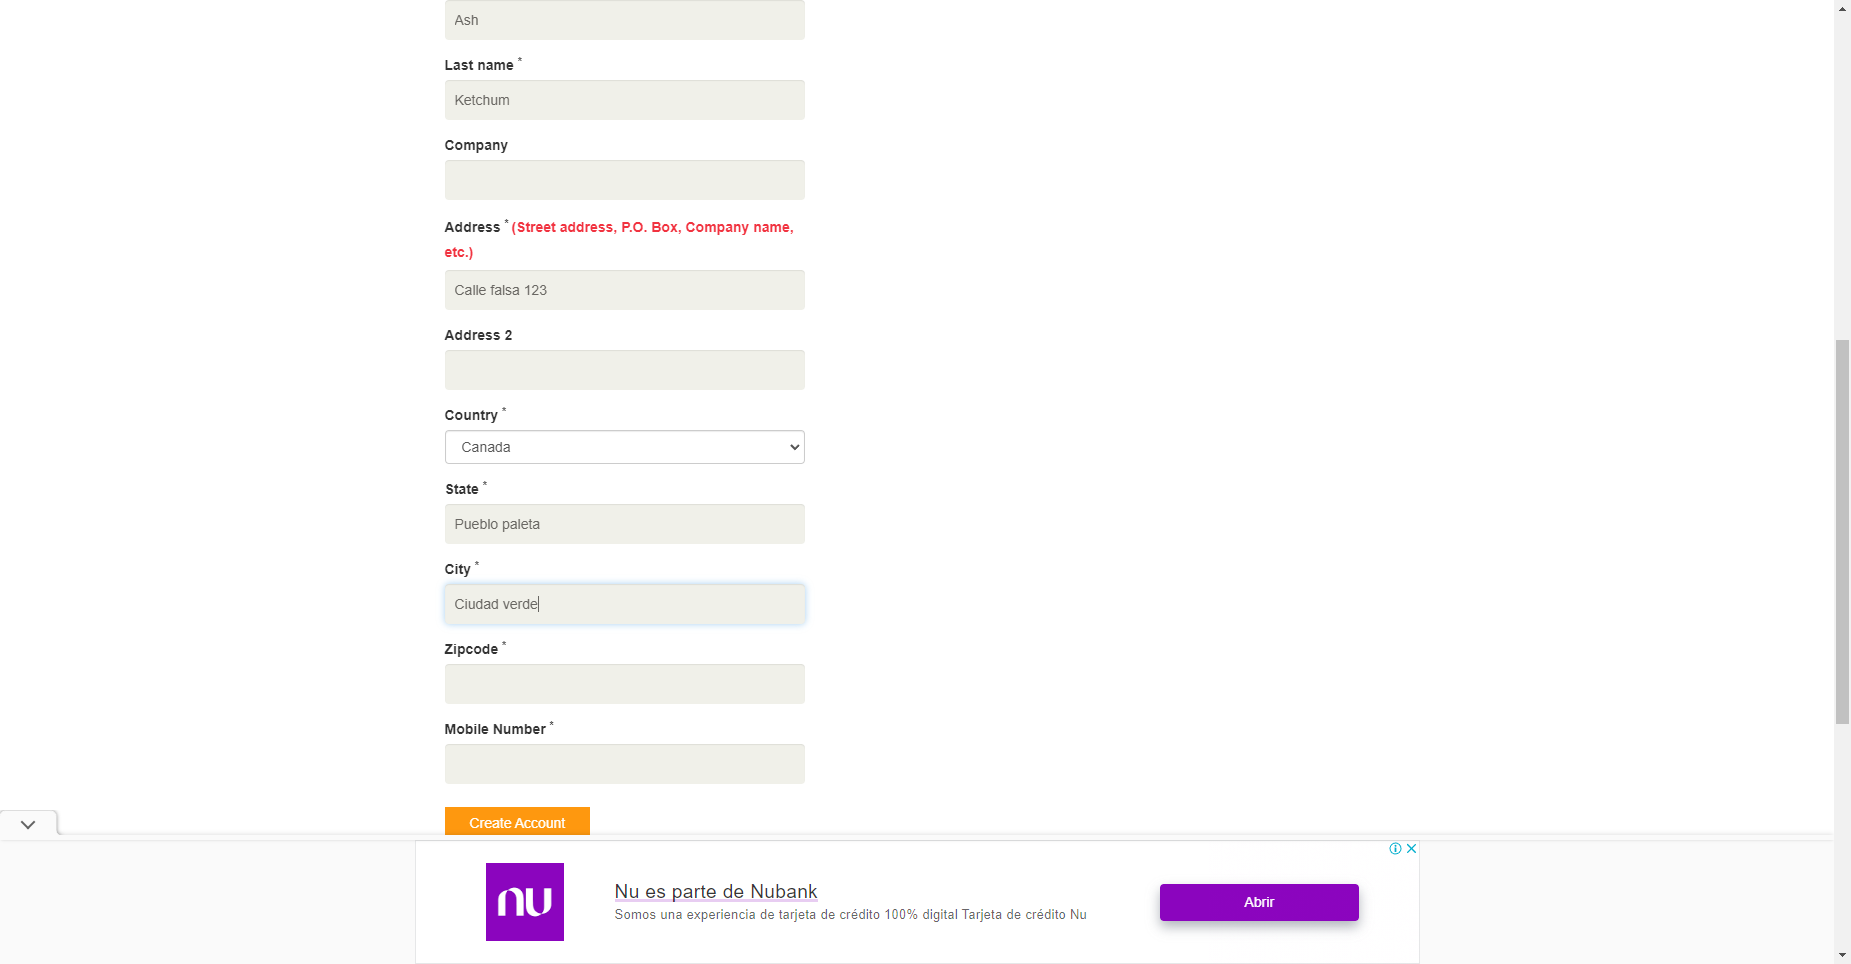 Ash
Last name *
Ketchum
Company
Address * (Street address, P.O. Box, Company name,
etc.)
Calle falsa 123
Address 2
Country *
Canada
State *
Pueblo paleta
City *
Ciudad verde
Zipcode *
Mobile Number *
Create Account
nu
Nu es parte de Nubank
Somos una experiencia de tarjeta de crédito 100% digital Tarjeta de crédito Nu
Abrir